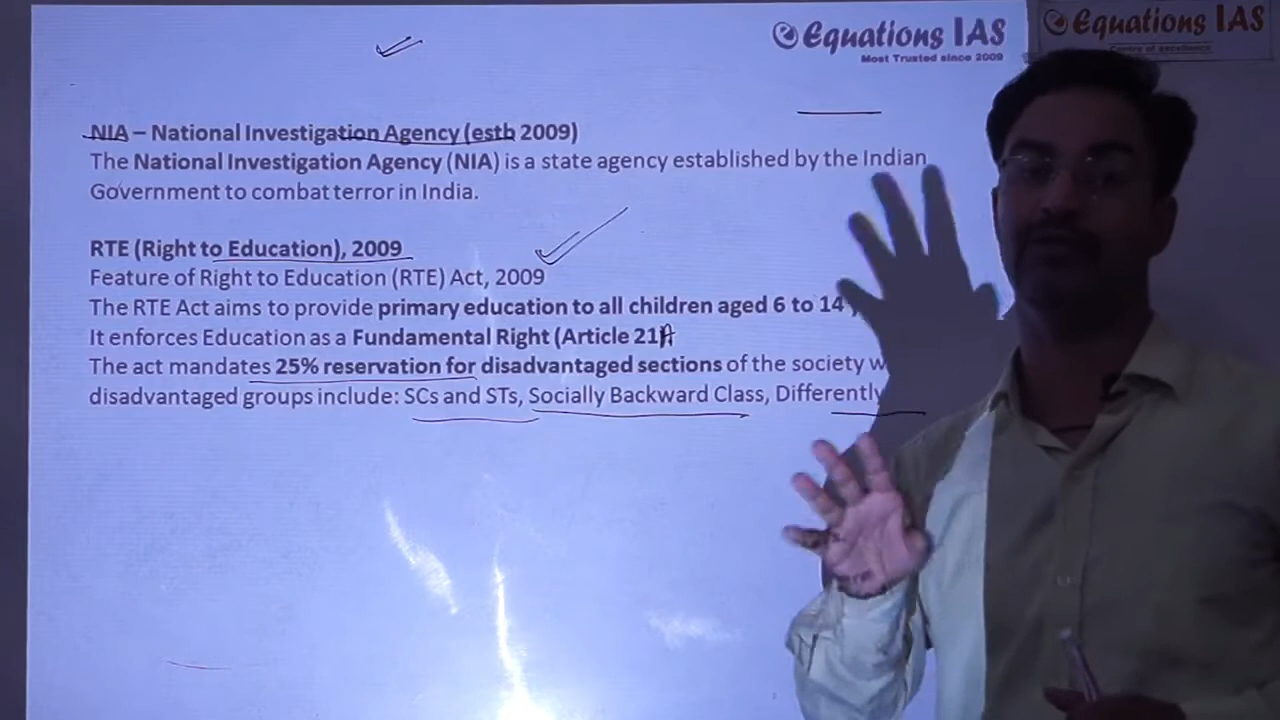 Equations IAS
Most Trusted since 2009
Equations IAS
Centre of excellence
NIA – National Investigation Agency (estb 2009)
The National Investigation Agency (NIA) is a state agency established by the Indian
Government to combat terror in India.
RTE (Right to Education), 2009
Feature of Right to Education (RTE) Act, 2009
The RTE Act aims to provide primary education to all children aged 6 to 14
It enforces Education as a Fundamental Right (Article 21A
The act mandates 25% reservation for disadvantaged sections of the society w
disadvantaged groups include: SCs and STs, Socially Backward Class, Differently